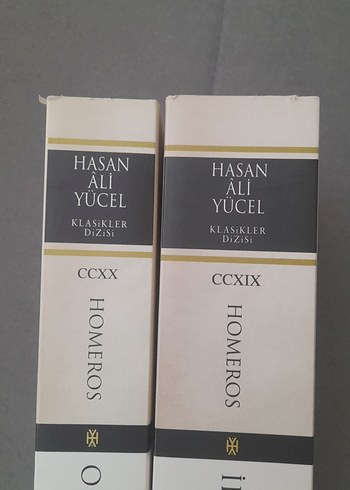 HASAN
ÂLİ
YÜCEL
KLASİKLER
DİZİSİ
CCXX
HOMEROS
O
HASAN
ÂLİ
YÜCEL
KLASİKLER
DİZİSİ
CCXIX
HOMEROS
İ